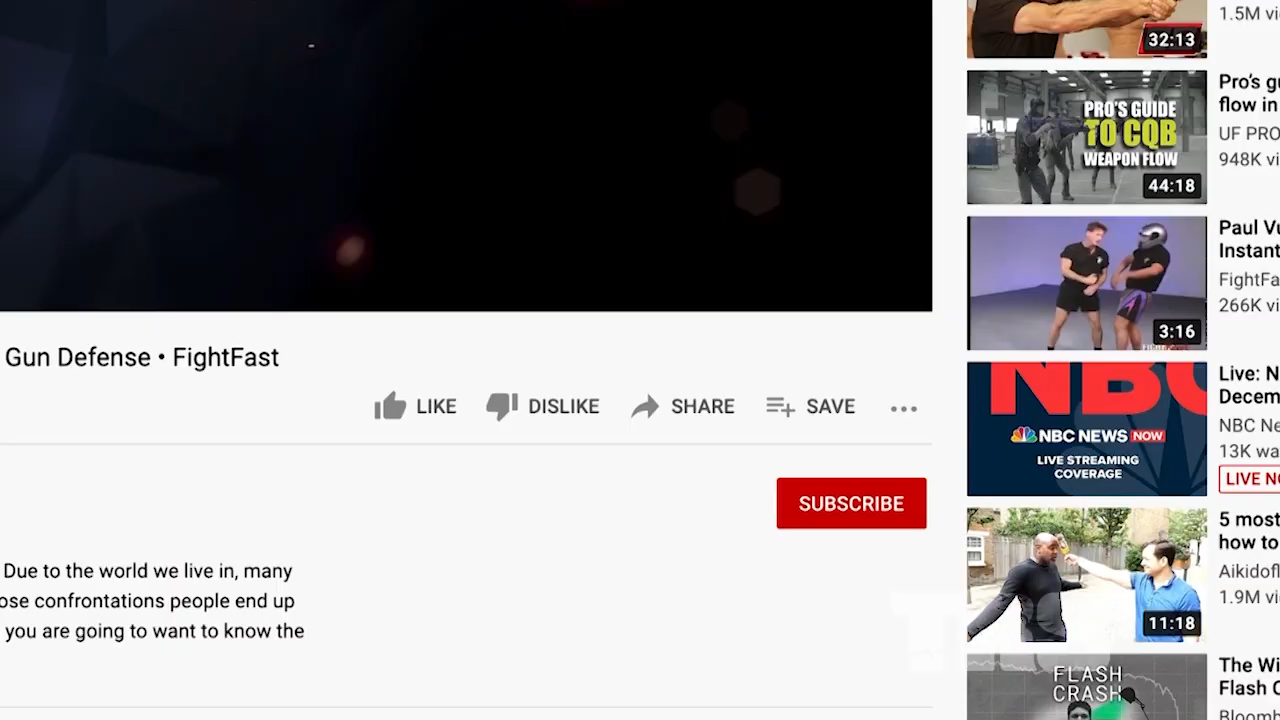 Gun Defense • FightFast
LIKE
DISLIKE
SHARE
SAVE
SUBSCRIBE
Due to the world we live in, many
ose confrontations people end up
you are going to want to know the
32:13
1.5M vi
PRO'S GUIDE
TO CQB
WEAPON FLOW
44:18
Pro's gu
flow in
UF PRO
948K vi
3:16
Paul Vu
Instant
FightFa
266K vi
NBC
NBC NEWS NOW
LIVE STREAMING
COVERAGE
Live: N
Decem
NBC Ne
13K wa
LIVE NO
11:18
5 most
how to
Aikidofl
1.9M vi
FLASH
CRASH
The Wi
Flash C
Bloomb